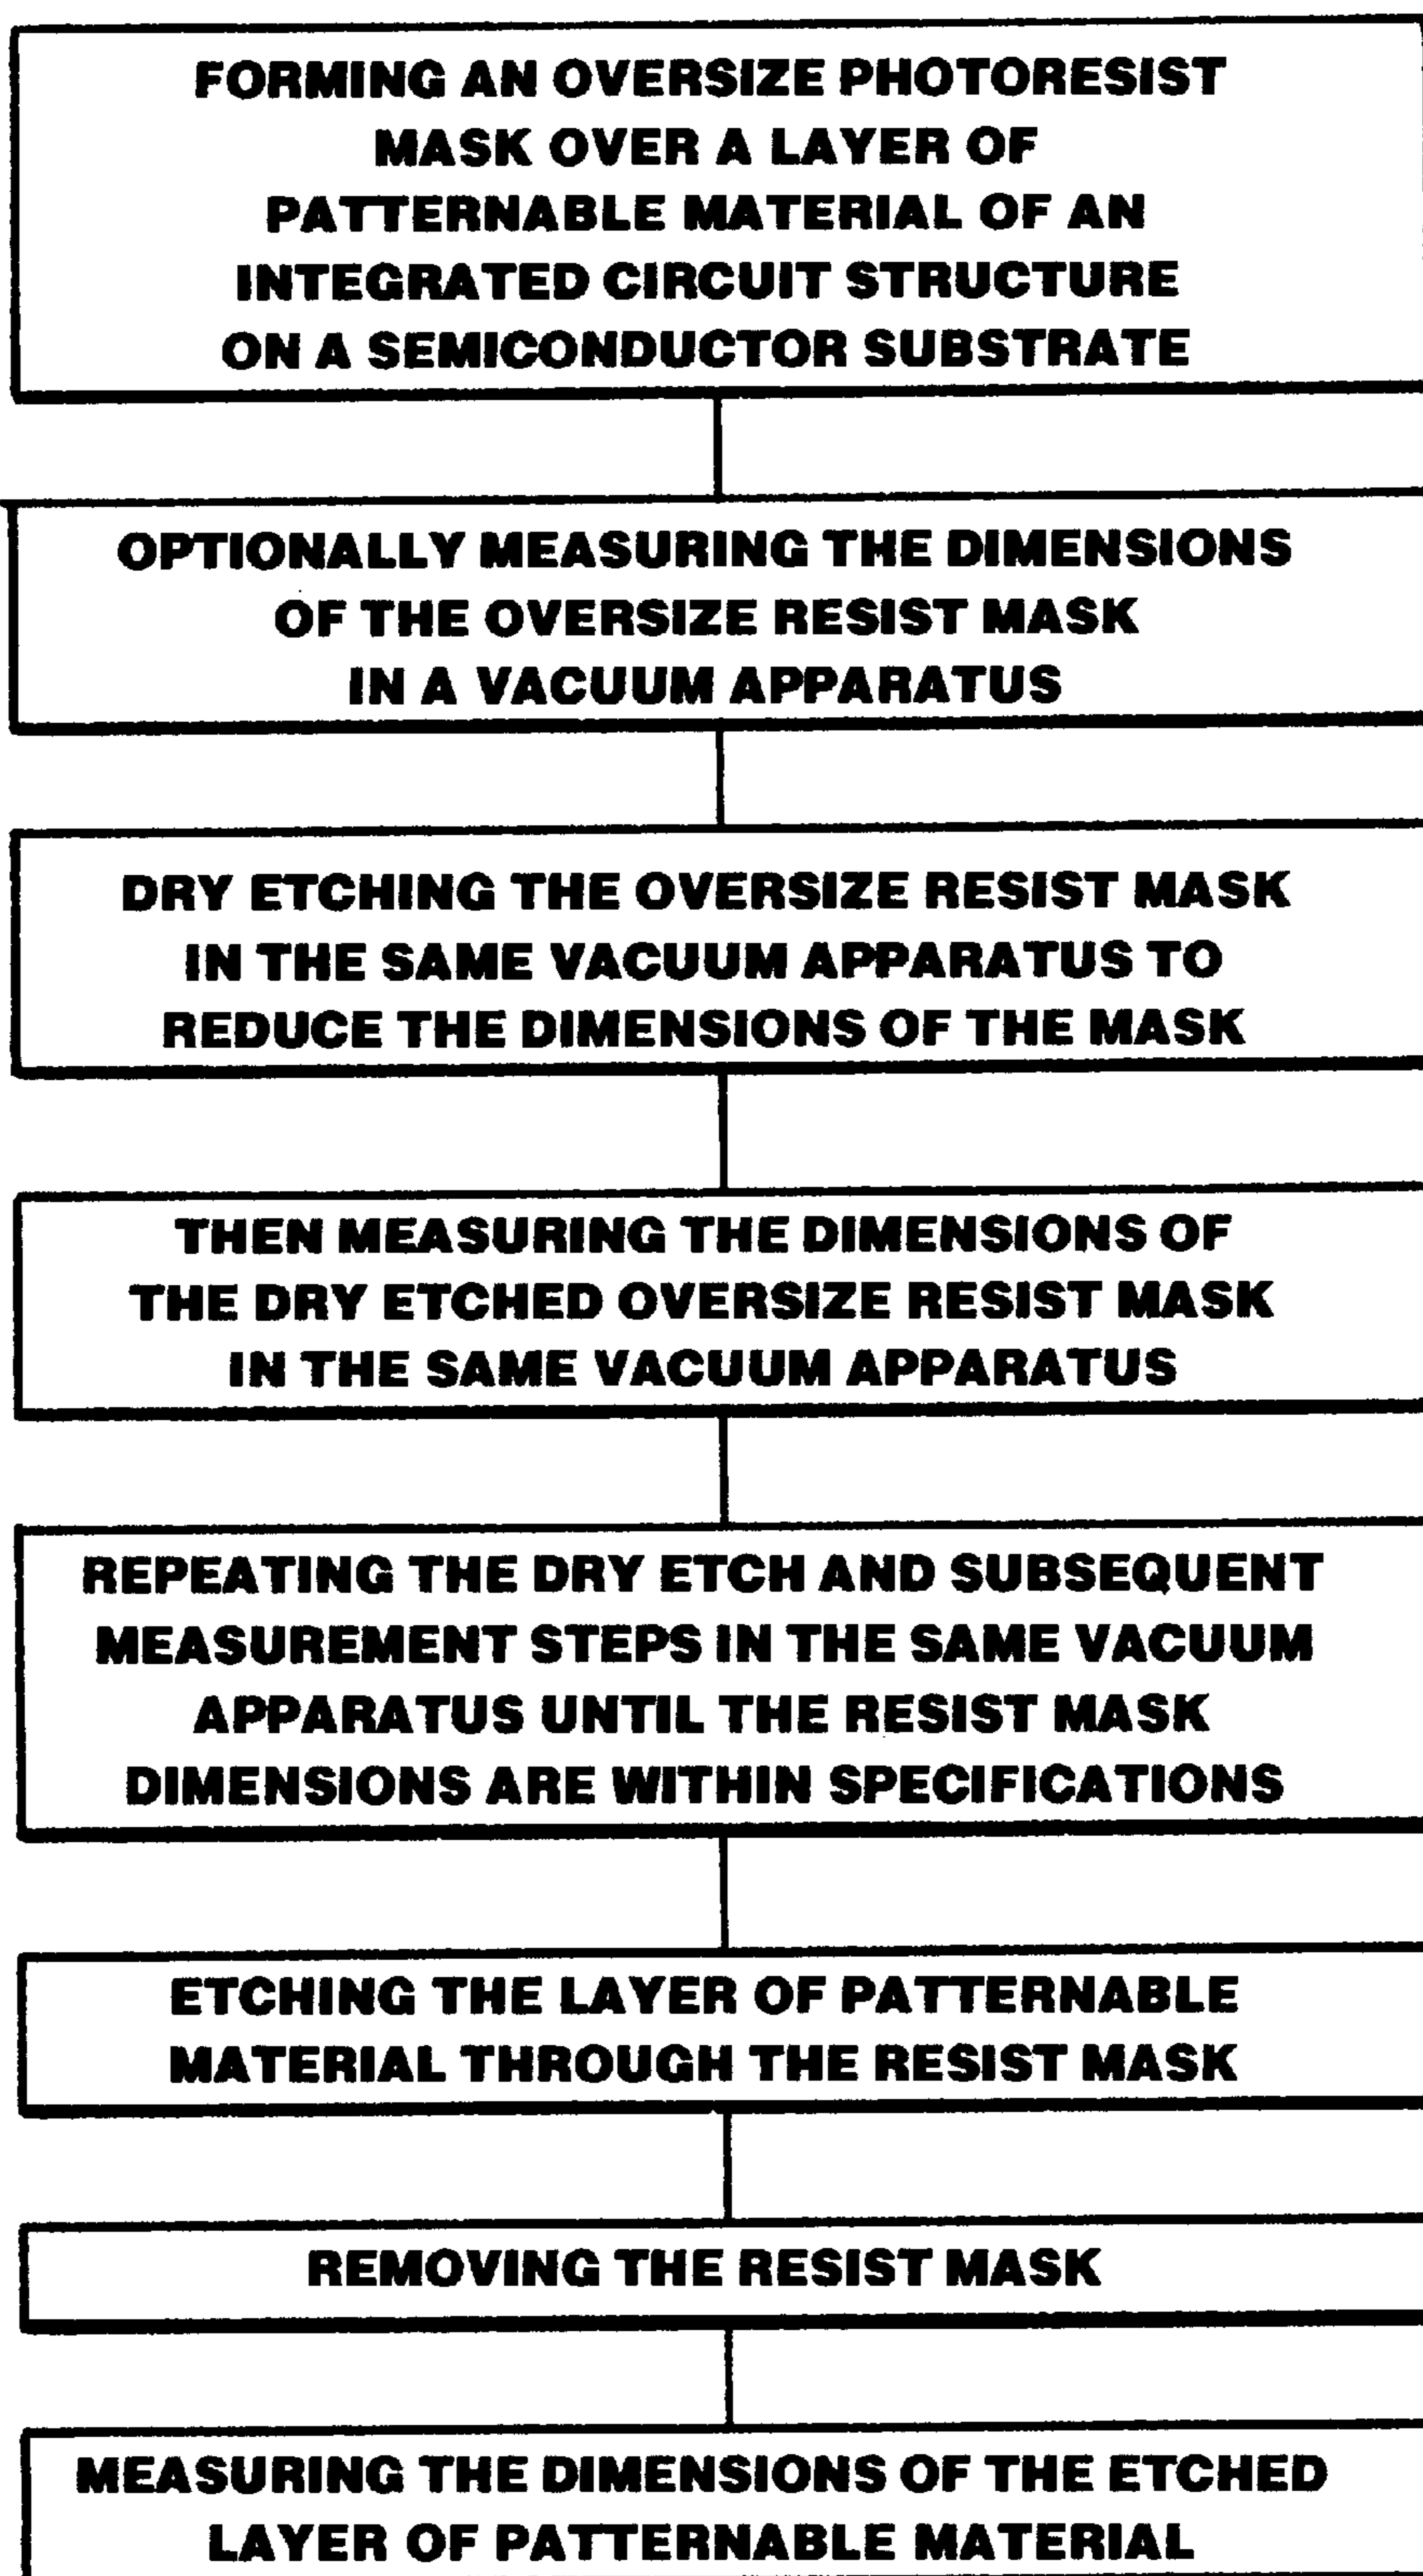 FORMING AN OVERSIZE PHOTORESIST
MASK OVER A LAYER OF
PATTERNABLE MATERIAL OF AN
INTEGRATED CIRCUIT STRUCTURE
ON A SEMICONDUCTOR SUBSTRATE
OPTIONALLY MEASURING THE DIMENSIONS
OF THE OVERSIZE RESIST MASK
IN A VACUUM APPARATUS
DRY ETCHING THE OVERSIZE RESIST MASK
IN THE SAME VACUUM APPARATUS TO
REDUCE THE DIMENSIONS OF THE MASK
THEN MEASURING THE DIMENSIONS OF
THE DRY ETCHED OVERSIZE RESIST MASK
IN THE SAME VACUUM APPARATUS
REPEATING THE DRY ETCH AND SUBSEQUENT
MEASUREMENT STEPS IN THE SAME VACUUM
APPARATUS UNTIL THE RESIST MASK
DIMENSIONS ARE WITHIN SPECIFICATIONS
ETCHING THE LAYER OF PATTERNABLE
MATERIAL THROUGH THE RESIST MASK
REMOVING THE RESIST MASK
MEASURING THE DIMENSIONS OF THE ETCHED
LAYER OF PATTERNABLE MATERIAL